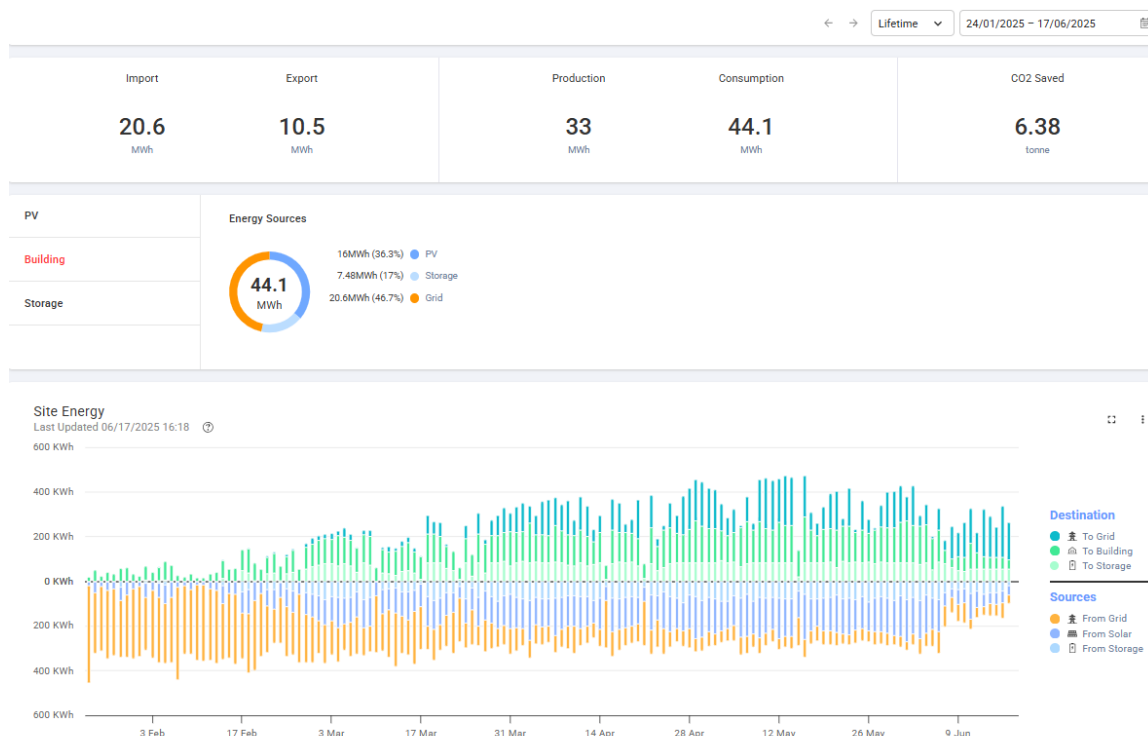 Lifetime 24/01/2025 – 17/06/2025
Import Export Production Consumption CO2 Saved
20.6 10.5 33 44.1 6.38
MWh MWh MWh MWh tonne
PV
Building
Storage
Energy Sources
44.1
MWh
16MWh (36.3%) PV
7.48MWh (17%) Storage
20.6MWh (46.7%) Grid
Site Energy
Last Updated 06/17/2025 16:18
600 KWh
400 KWh
200 KWh
0 KWh
200 KWh
400 KWh
600 KWh
3 Feb 17 Feb 3 Mar 17 Mar 31 Mar 14 Apr 28 Apr 12 May 26 May 9 Jun
Destination
To Grid
To Building
To Storage
Sources
From Grid
From Solar
From Storage